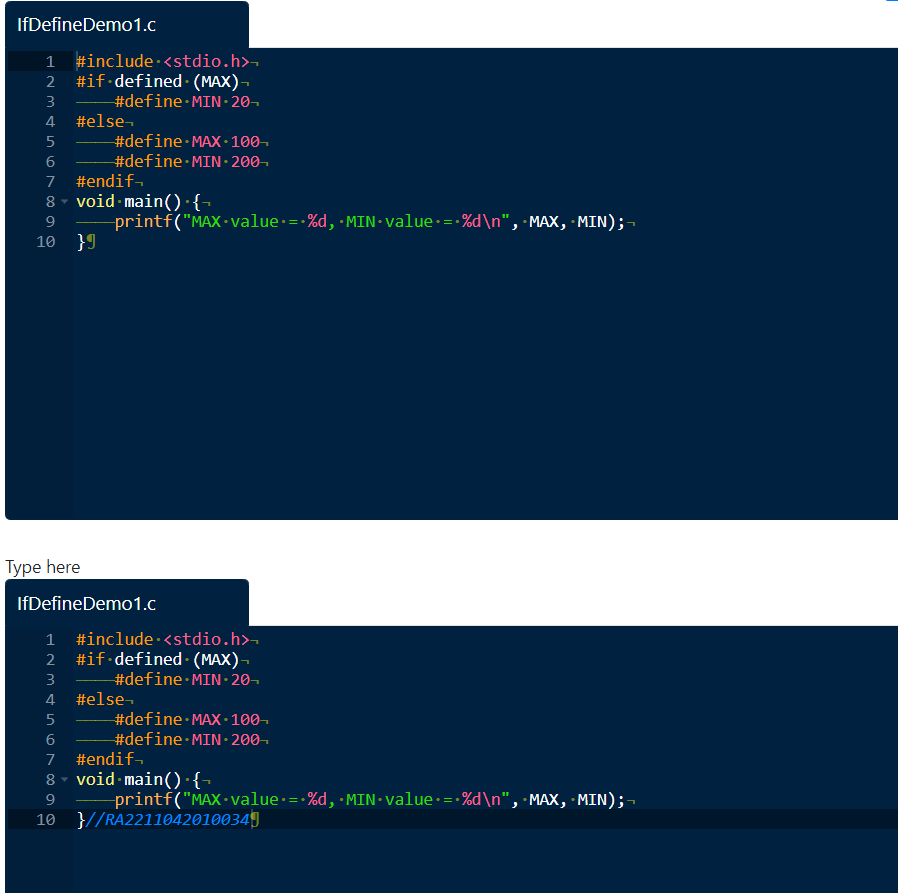 IfDefineDemo1.c
1 #include <stdio.h>
2 #if defined (MAX)
3     #define MIN 20
4 #else
5     #define MAX 100
6     #define MIN 200
7 #endif
8 void main() {
9     printf("MAX value = %d, MIN value = %d\n", MAX, MIN);
10 }
Type here
IfDefineDemo1.c
1 #include <stdio.h>
2 #if defined (MAX)
3     #define MIN 20
4 #else
5     #define MAX 100
6     #define MIN 200
7 #endif
8 void main() {
9     printf("MAX value = %d, MIN value = %d\n", MAX, MIN);
10 }//RA2211042010034